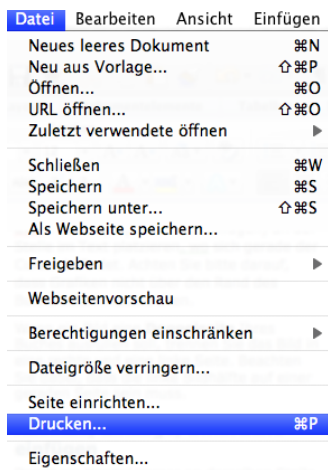 Datei Bearbeiten Ansicht Einfügen
Neues leeres Dokument ⌘N
Neu aus Vorlage... ⇧⌘P
Öffnen... ⌘O
URL öffnen... ⇧⌘O
Zuletzt verwendete öffnen ▶
Schließen ⌘W
Speichern ⌘S
Speichern unter... ⇧⌘S
Als Webseite speichern...
Freigeben ▶
Webseitenvorschau
Berechtigungen einschränken ▶
Dateigröße verringern...
Seite einrichten...
Drucken... ⌘P
Eigenschaften...